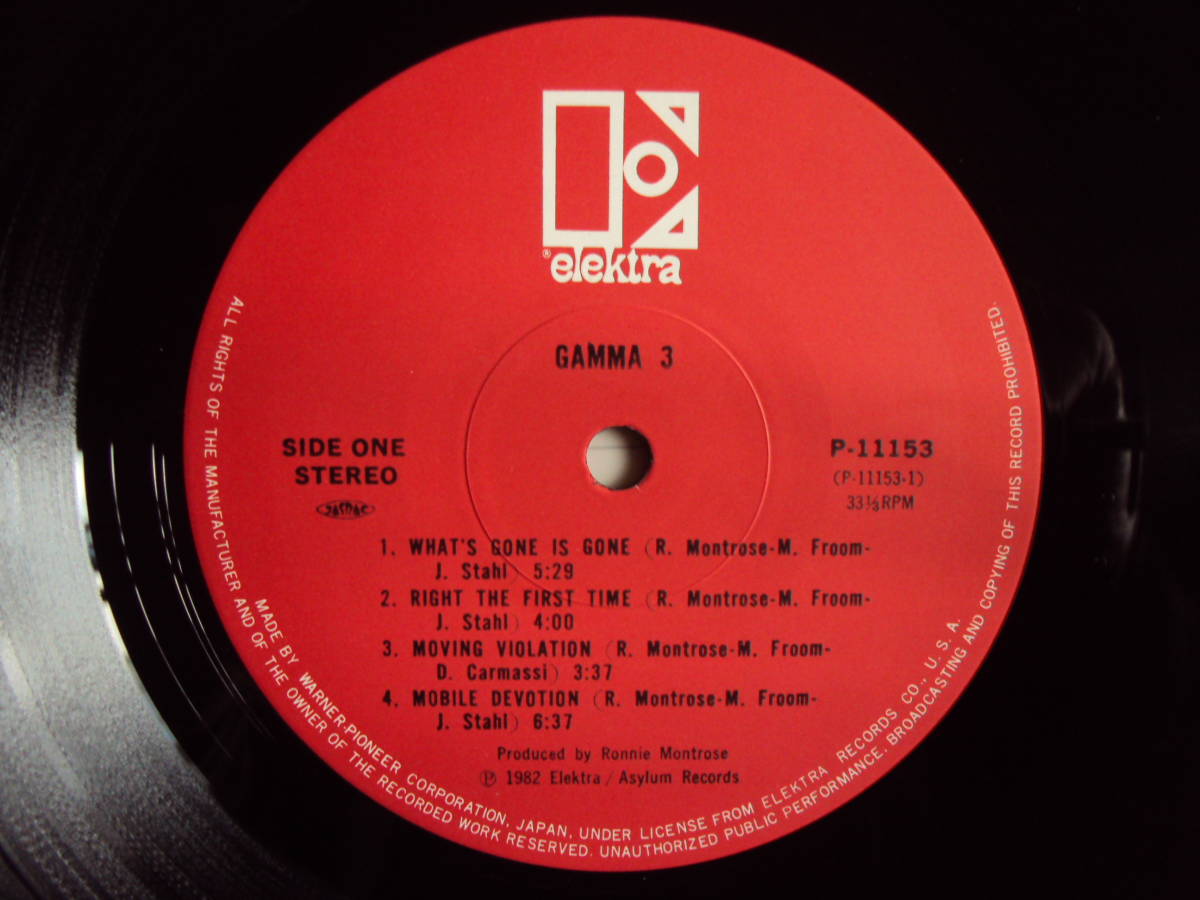 ® elektra
GAMMA 3
SIDE ONE
STEREO
JASRAC
P-11153
(P-11153-1)
33⅓RPM
1. WHAT'S GONE IS GONE (R. Montrose-M. Froom-
J. Stahl) 5:29
2. RIGHT THE FIRST TIME (R. Montrose-M. Froom-
J. Stahl) 4:00
3. MOVING VIOLATION (R. Montrose-M. Froom-
D. Carmassi) 3:37
4. MOBILE DEVOTION (R. Montrose-M. Froom-
J. Stahl) 6:37
Produced by Ronnie Montrose
℗ 1982 Elektra/Asylum Records
MADE BY WARNER-PIONEER CORPORATION, JAPAN, UNDER LICENSE FROM ELEKTRA RECORDS CO., U. S. A.
ALL RIGHTS OF THE MANUFACTURER AND OF THE OWNER OF THE RECORDED WORK RESERVED. UNAUTHORIZED PUBLIC PERFORMANCE. BROADCASTING AND COPYING OF THIS RECORD PROHIBITED.